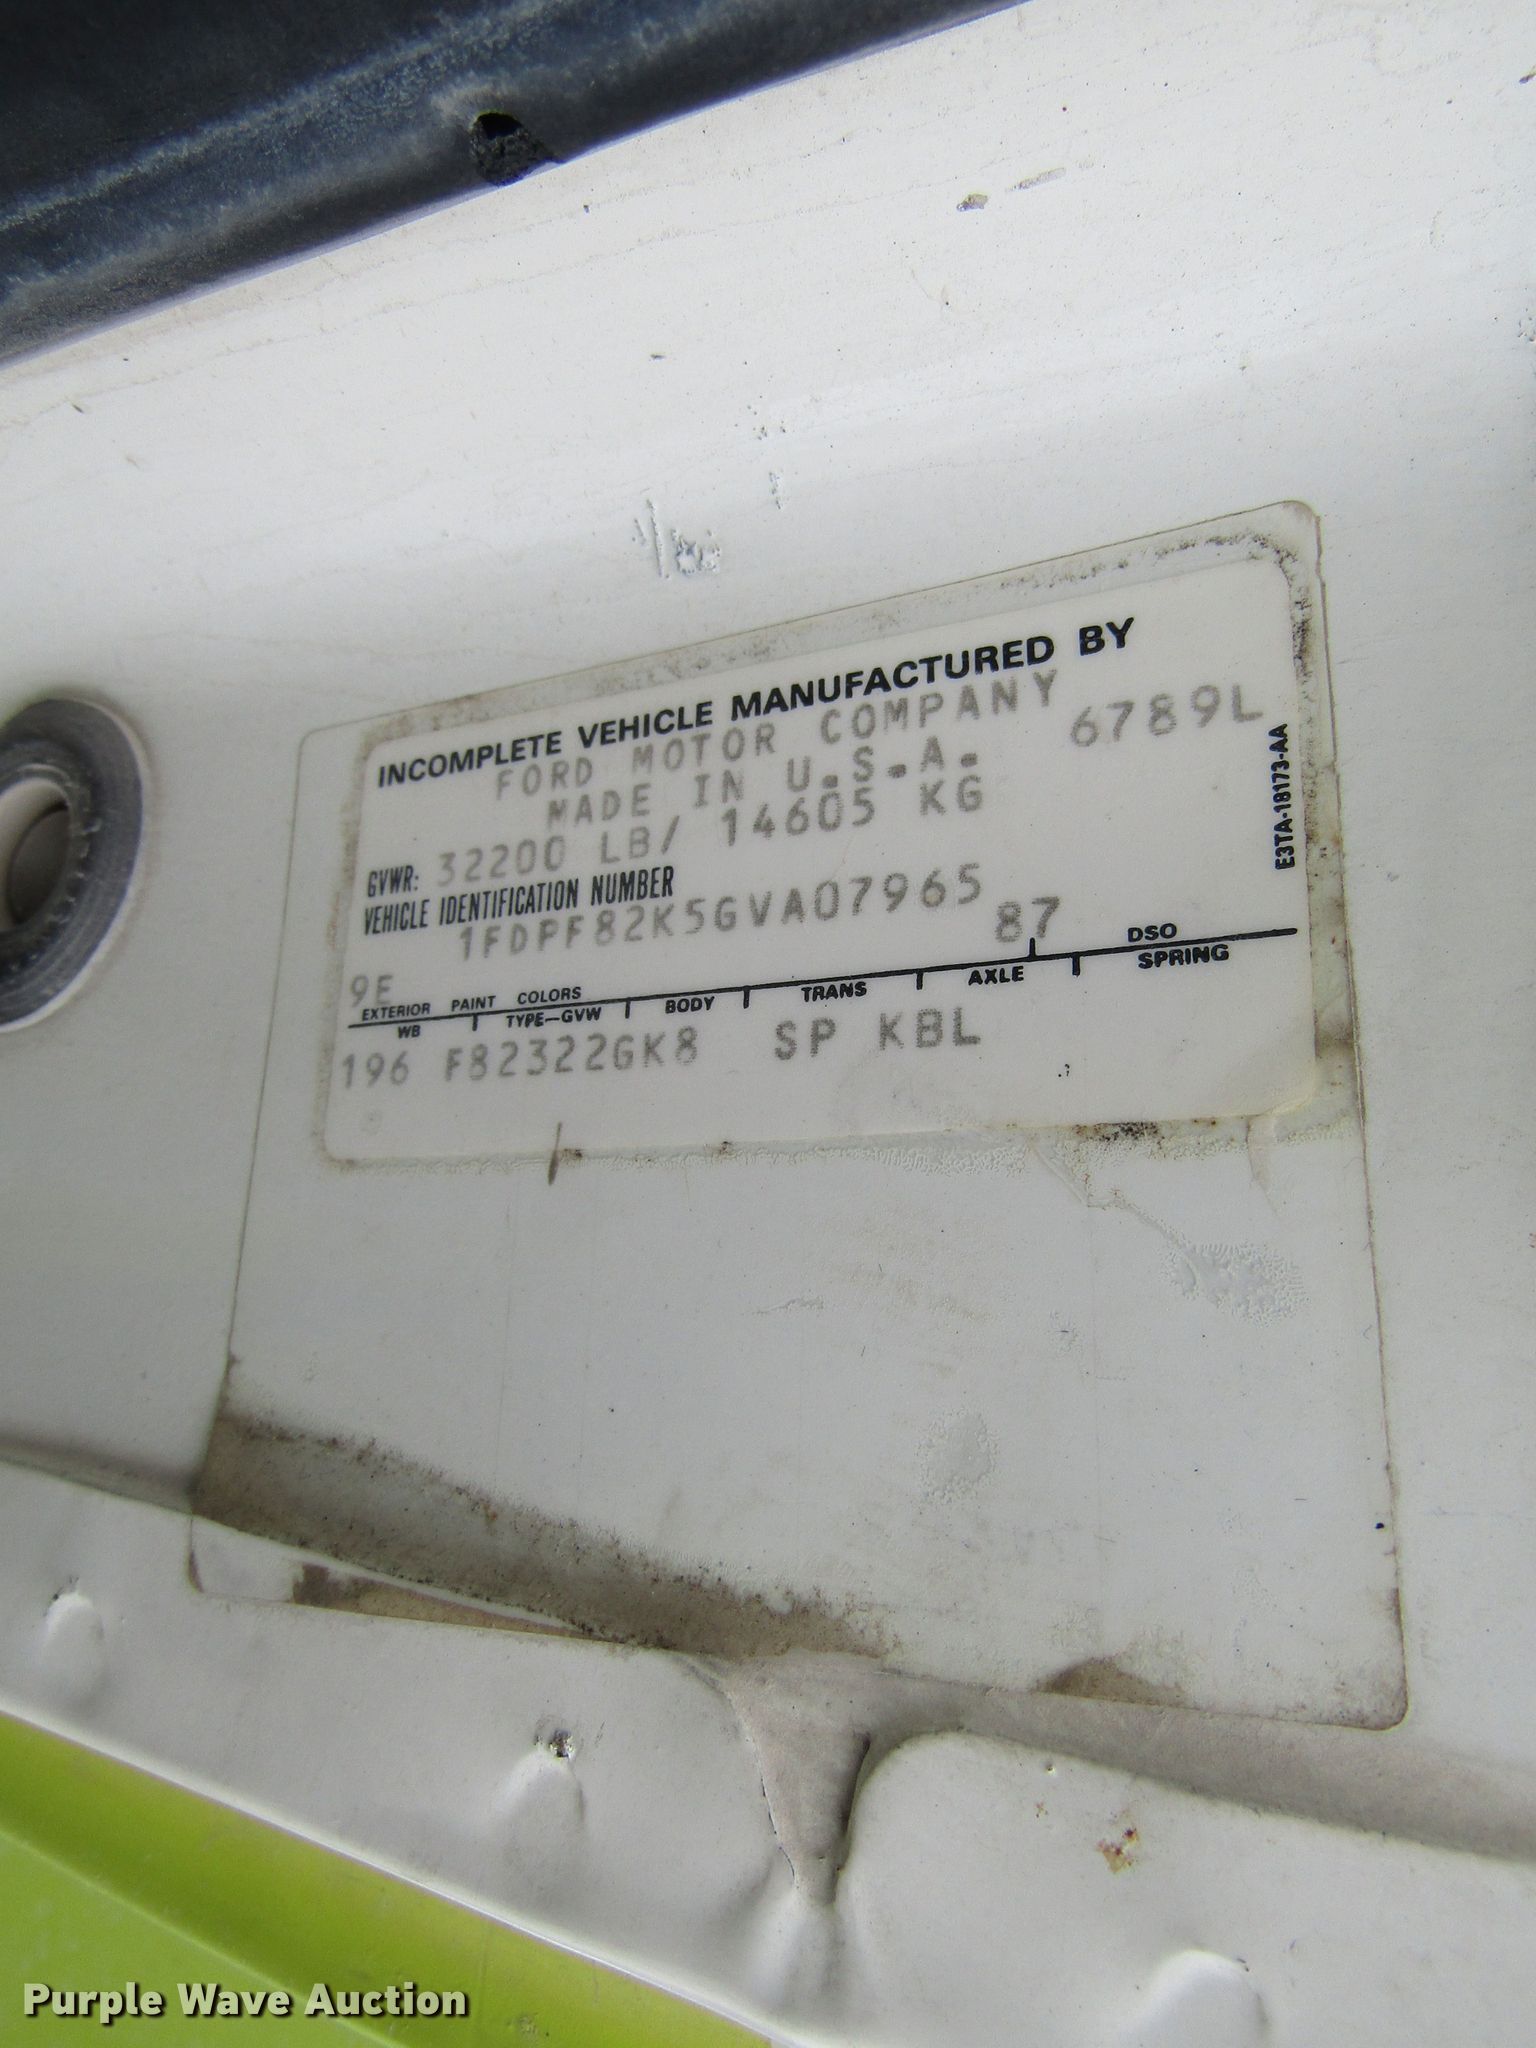 INCOMPLETE VEHICLE MANUFACTURED BY
FORD MOTOR COMPANY
MADE IN U.S.A. 6789L
GVWR: 32200 LB/ 14605 KG
VEHICLE IDENTIFICATION NUMBER
1FDPF82K5GVA07965
87
9E
EXTERIOR PAINT COLORS DSO
WB TYPE-GVW BODY TRANS AXLE SPRING
196 F82322GK8 SP KBL
E3TA-18173-AA
Purple Wave Auction